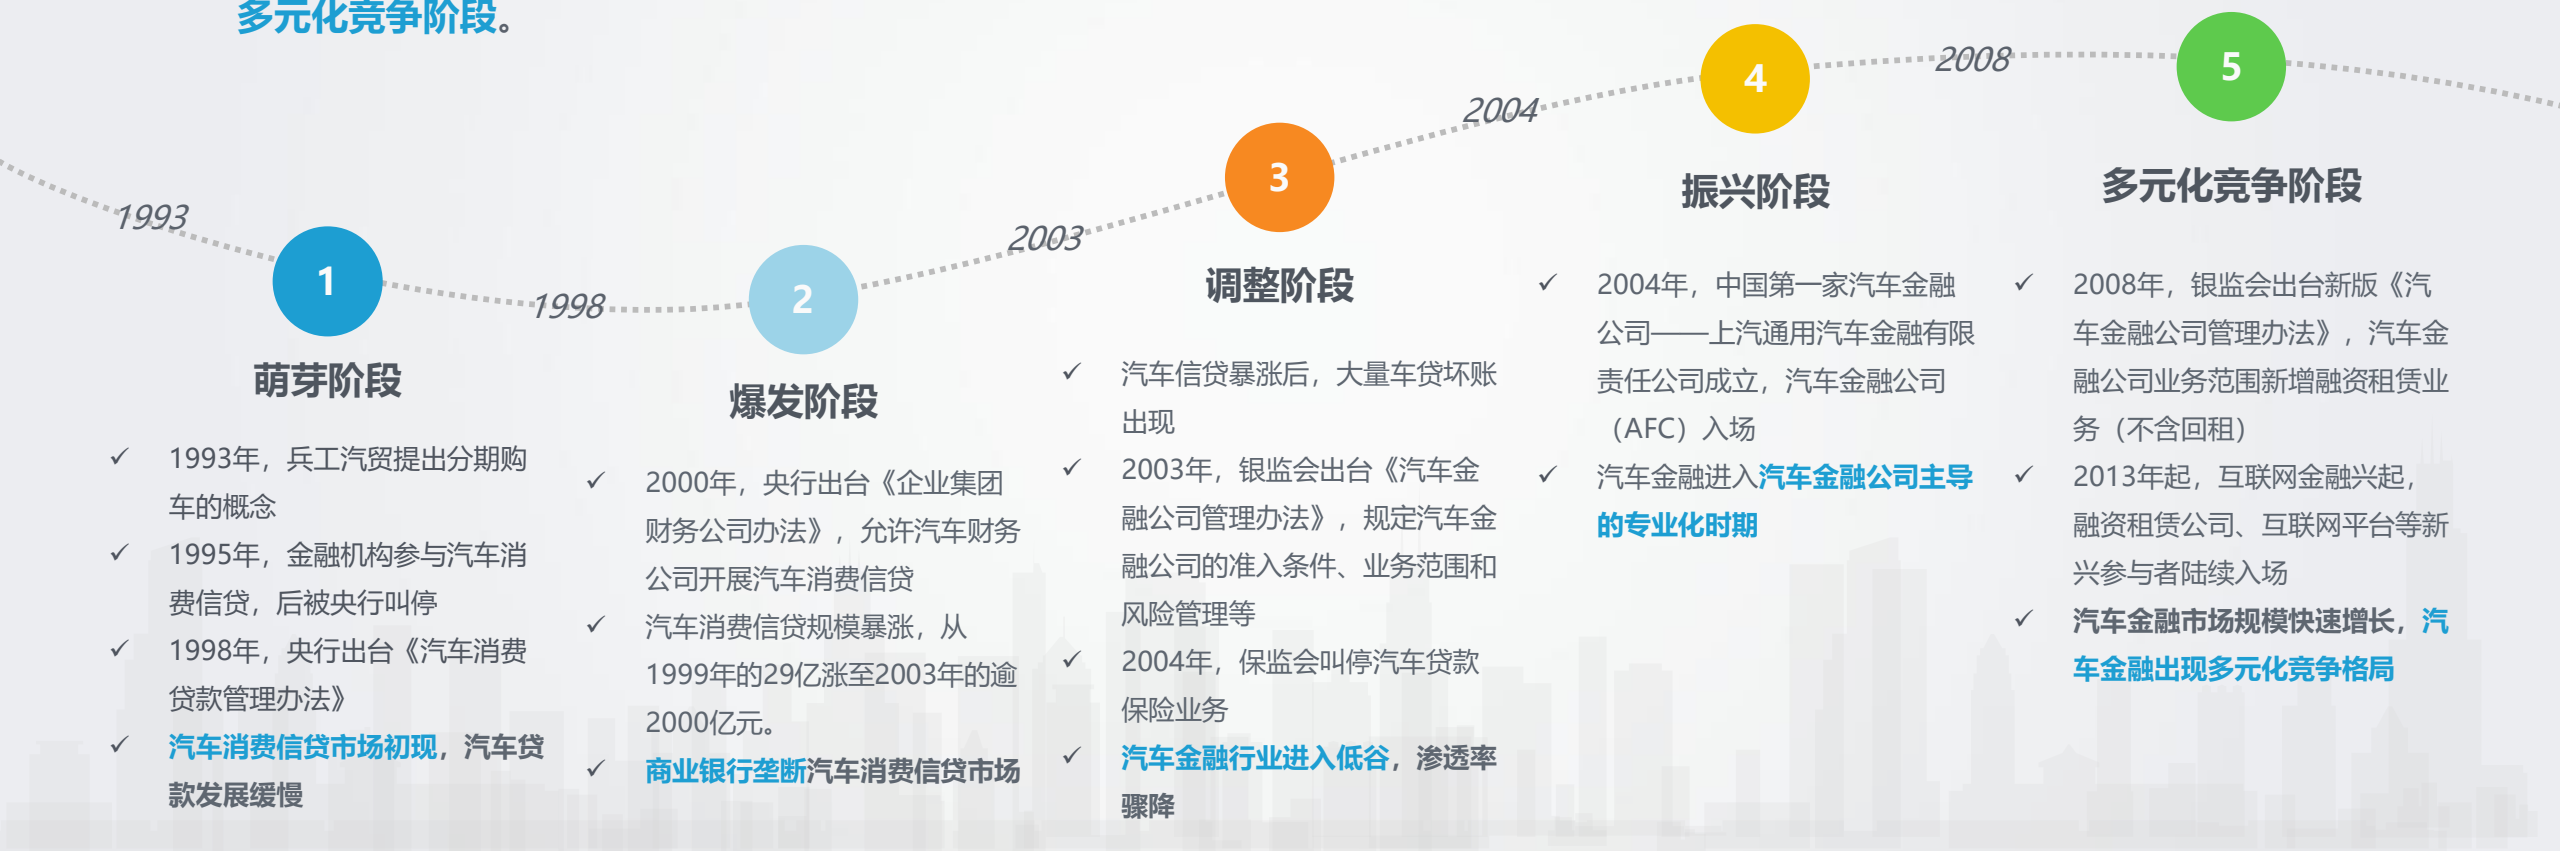 多元化竞争阶段。
1993
1
萌芽阶段
1993年，兵工汽贸提出分期购
车的概念
1995年，金融机构参与汽车消
费信贷，后被央行叫停
1998年，央行出台《汽车消费
贷款管理办法》
汽车消费信贷市场初现，汽车贷
款发展缓慢
1998
2
爆发阶段
2000年，央行出台《企业集团
财务公司办法》，允许汽车财务
公司开展汽车消费信贷
汽车消费信贷规模暴涨，从
1999年的29亿涨至2003年的逾
2000亿元。
商业银行垄断汽车消费信贷市场
2003
3
调整阶段
汽车信贷暴涨后，大量车贷坏账
出现
2003年，银监会出台《汽车金
融公司管理办法》，规定汽车金
融公司的准入条件、业务范围和
风险管理等
2004年，保监会叫停汽车贷款
保险业务
汽车金融行业进入低谷，渗透率
骤降
2004
4
振兴阶段
2004年，中国第一家汽车金融
公司——上汽通用汽车金融有限
责任公司成立，汽车金融公司
（AFC）入场
汽车金融进入汽车金融公司主导
的专业化时期
2008
5
多元化竞争阶段
2008年，银监会出台新版《汽
车金融公司管理办法》，汽车金
融公司业务范围新增融资租赁业
务（不含回租）
2013年起，互联网金融兴起，
融资租赁公司、互联网平台等新
兴参与者陆续入场
汽车金融市场规模快速增长，汽
车金融出现多元化竞争格局